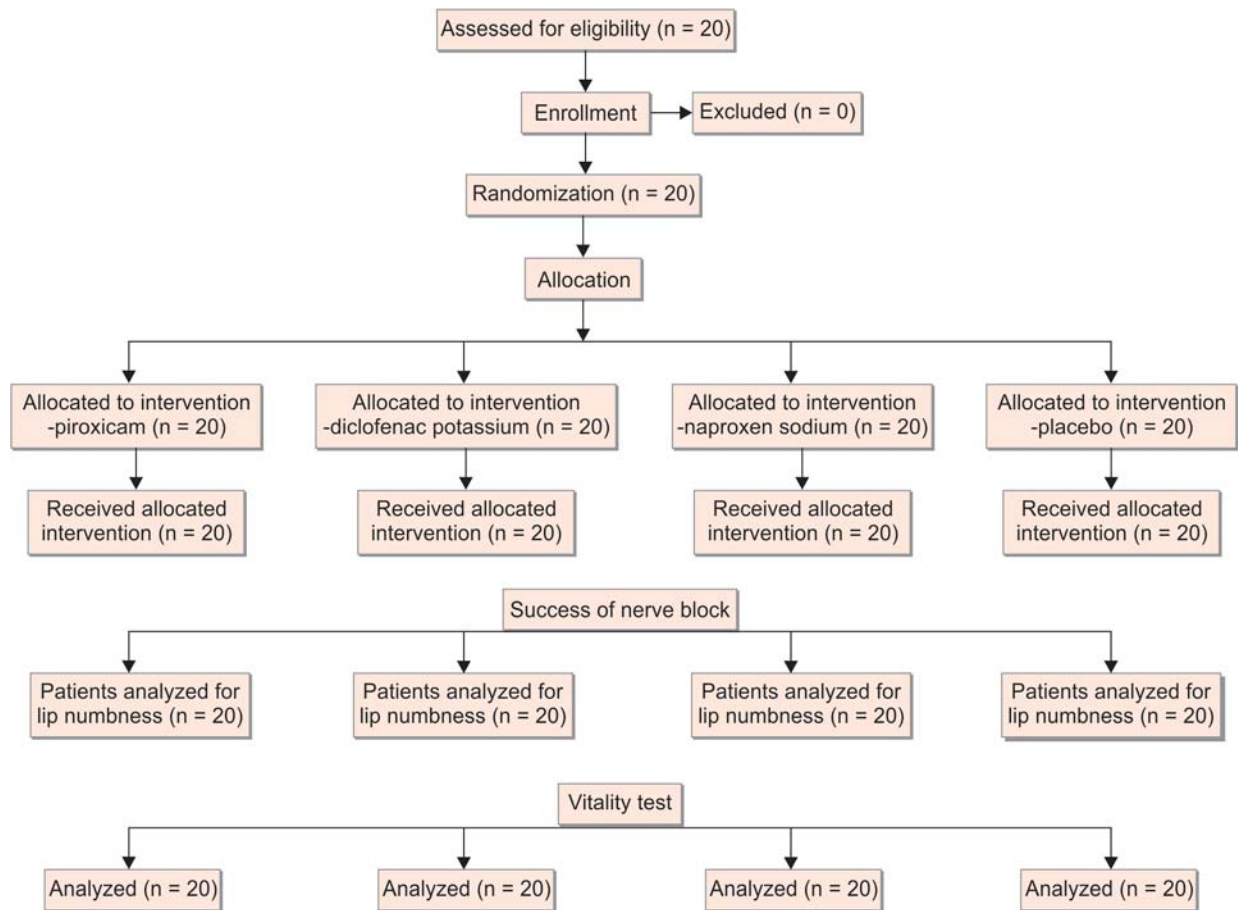 Assessed for eligibility (n = 20)
Enrollment
Excluded (n = 0)
Randomization (n = 20)
Allocation
Allocated to intervention
-piroxicam (n = 20)
Allocated to intervention
-diclofenac potassium (n = 20)
Allocated to intervention
-naproxen sodium (n = 20)
Allocated to intervention
-placebo (n = 20)
Received allocated
intervention (n = 20)
Received allocated
intervention (n = 20)
Received allocated
intervention (n = 20)
Received allocated
intervention (n = 20)
Success of nerve block
Patients analyzed for
lip numbness (n = 20)
Patients analyzed for
lip numbness (n = 20)
Patients analyzed for
lip numbness (n = 20)
Patients analyzed for
lip numbness (n = 20)
Vitality test
Analyzed (n = 20)
Analyzed (n = 20)
Analyzed (n = 20)
Analyzed (n = 20)